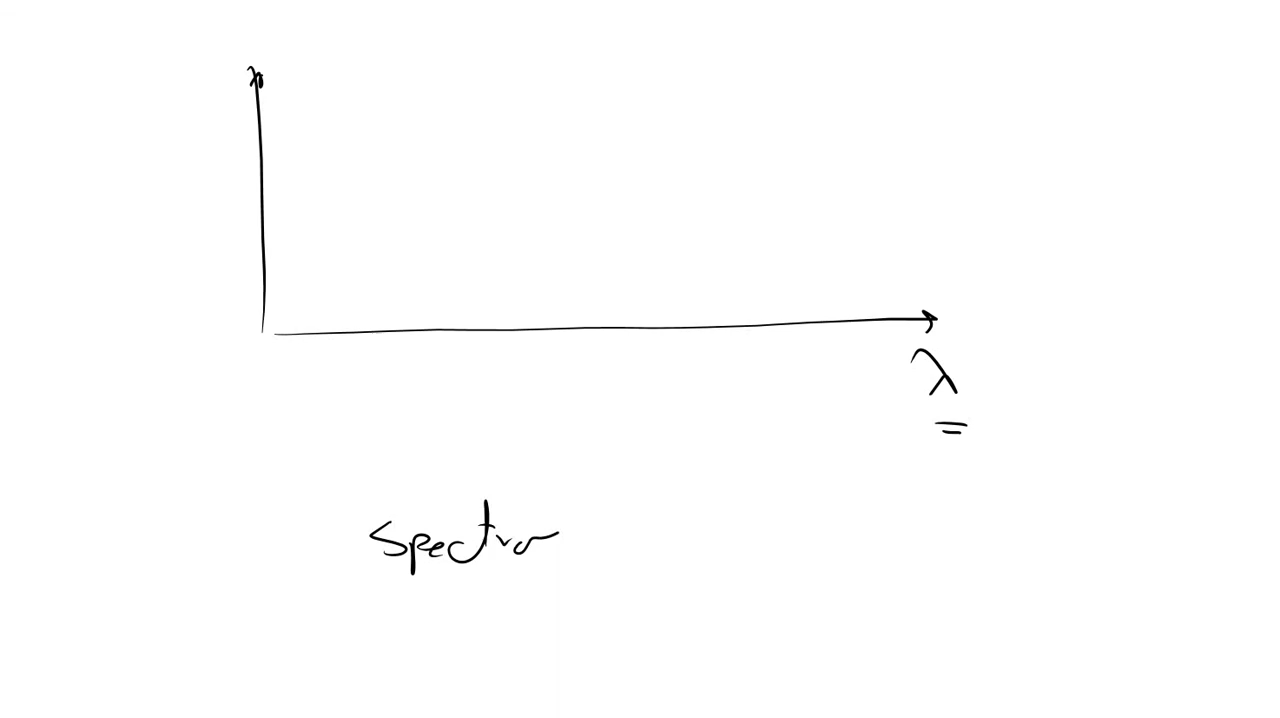 λ
=
Spectra